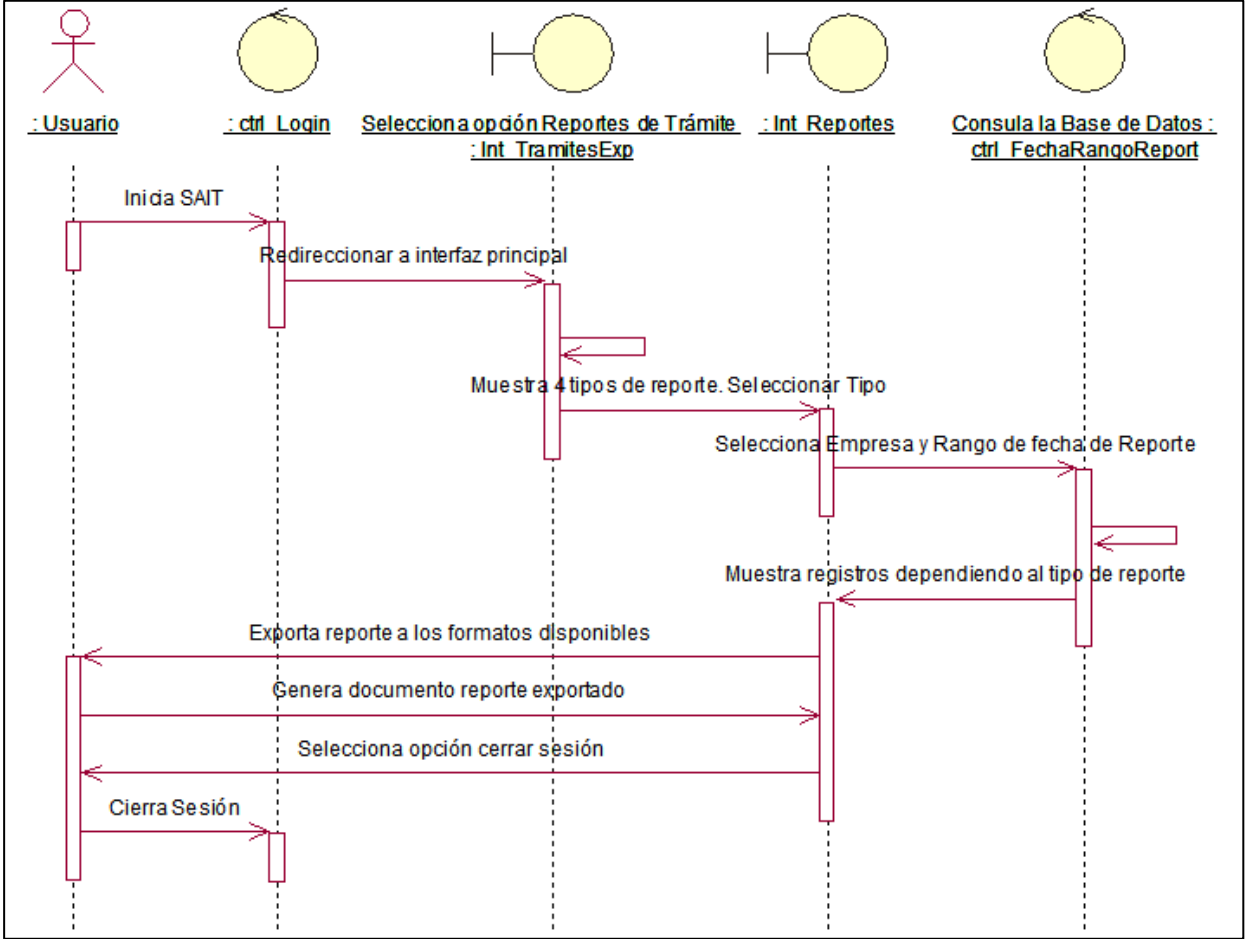 : Usuario
: ctrl_Login
Selecciona opción Reportes de Trámite
: Int_TramitesExp
: Int_Reportes
Consula la Base de Datos :
ctrl_FechaRangoReport
Inicia SAIT
Redireccionar a interfaz principal
Muestra 4 tipos de reporte. Seleccionar Tipo
Selecciona Empresa y Rango de fecha de Reporte
Muestra registros dependiendo al tipo de reporte
Exporta reporte a los formatos disponibles
Genera documento reporte exportado
Selecciona opción cerrar sesión
Cierra Sesión